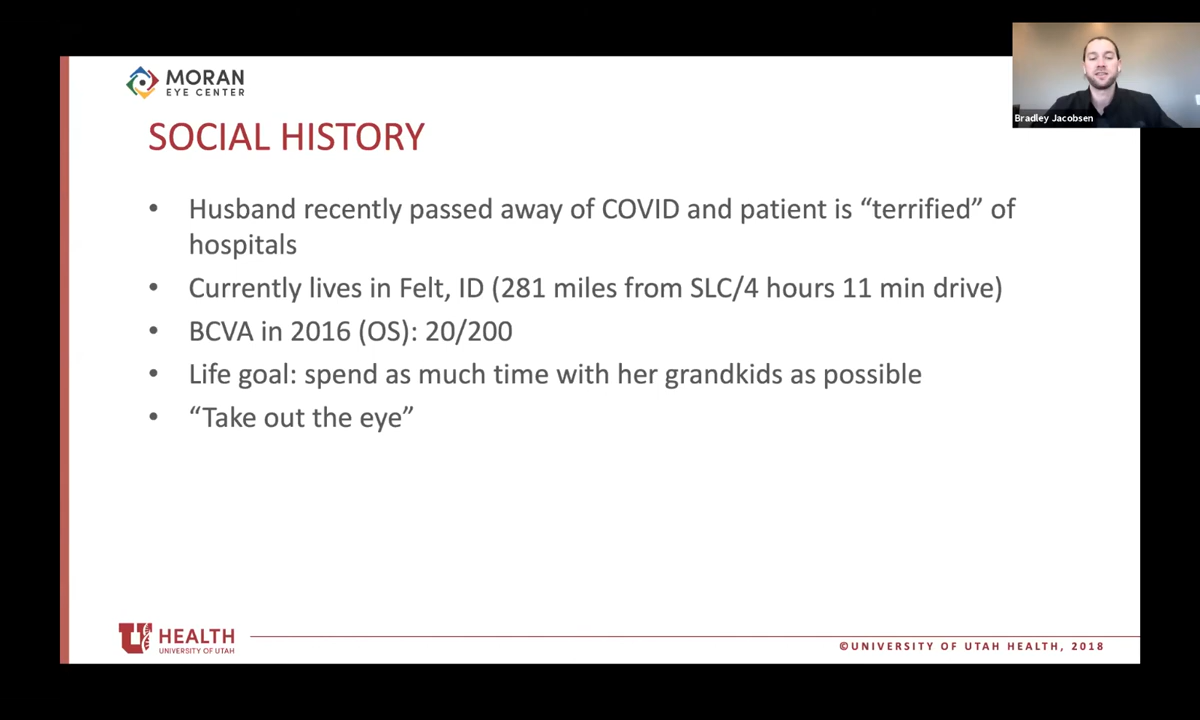 MORAN
EYE CENTER
Bradley Jacobsen
SOCIAL HISTORY
• Husband recently passed away of COVID and patient is “terrified” of
hospitals
• Currently lives in Felt, ID (281 miles from SLC/4 hours 11 min drive)
• BCVA in 2016 (OS): 20/200
• Life goal: spend as much time with her grandkids as possible
• “Take out the eye”
U HEALTH
UNIVERSITY OF UTAH
©UNIVERSITY OF UTAH HEALTH, 2018